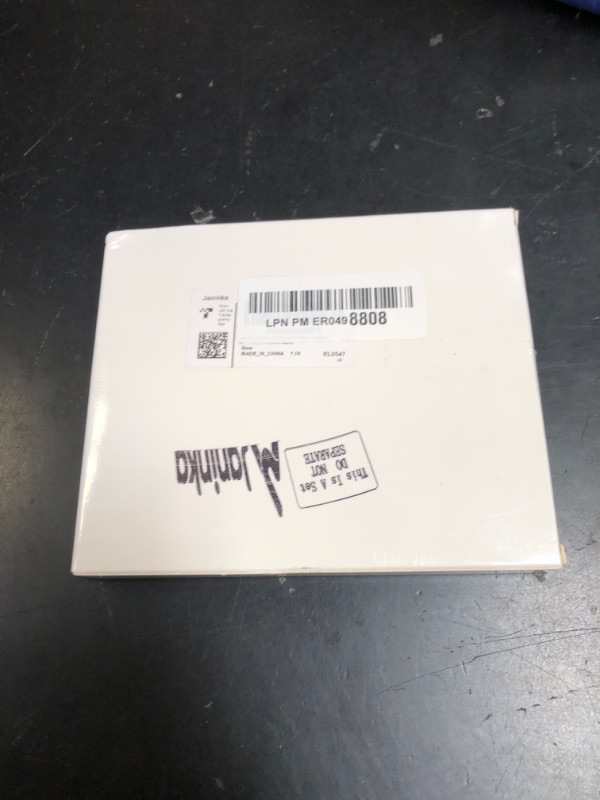 Janinka
LPN PM ER0498808
New
MADE_IN_CHINA
EL0547
Janinka
This Is A Set
DO NOT
SEPARATE